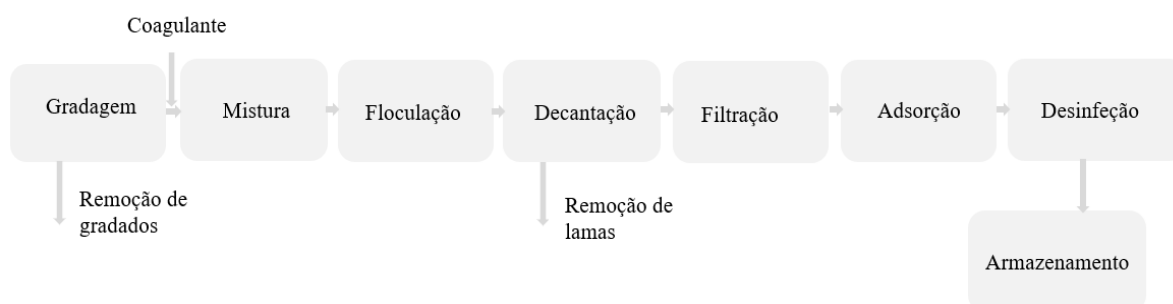 Coagulante
Gradagem
Mistura
Floculação
Decantação
Filtração
Adsorção
Desinfeção
Remoção de
gradados
Remoção de
lamas
Armazenamento